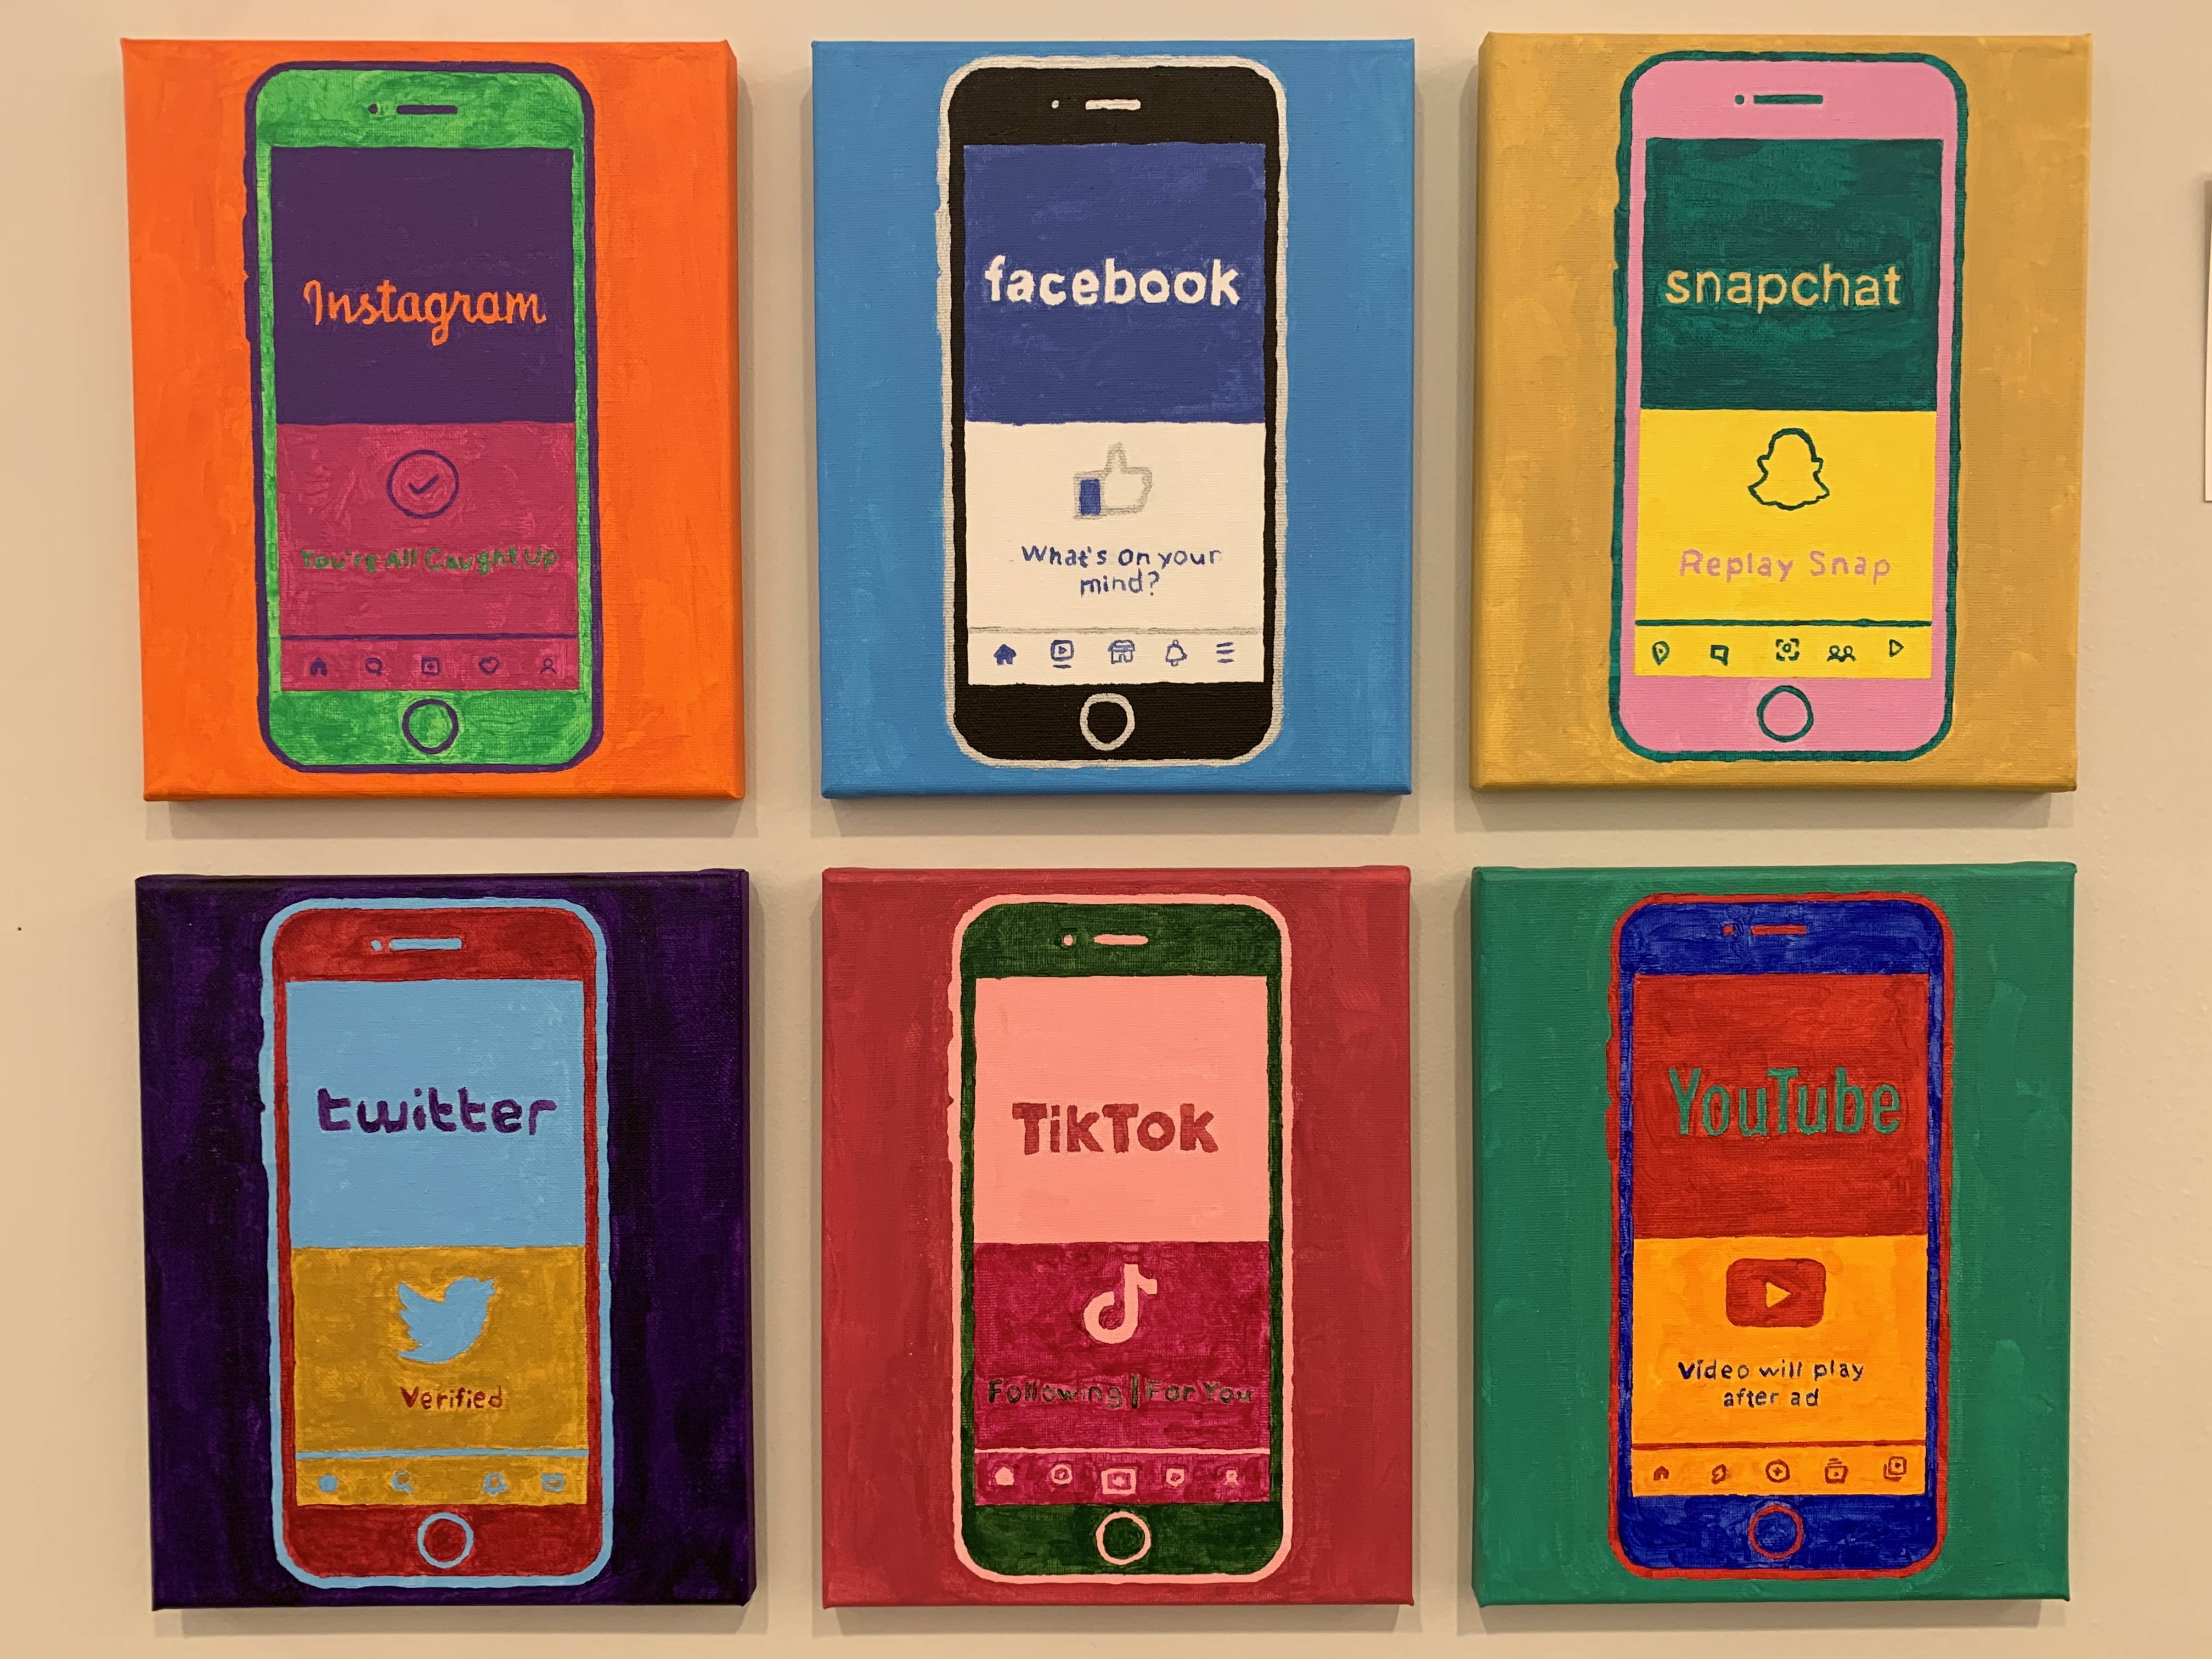 Instagram
You're All Caught Up
facebook
What's on your
mind?
snapchat
Replay Snap
twitter
Verified
TikTok
Following | For You
YouTube
Video will play
after ad